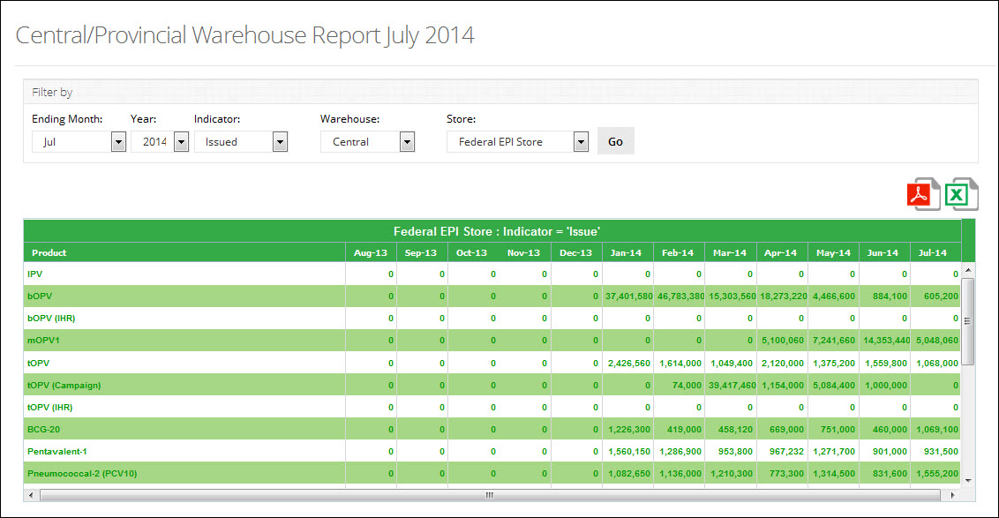 Central/Provincial Warehouse Report July 2014
Filter by
Ending Month: Year: Indicator: Warehouse: Store:
Jul 2014 Issued Central Federal EPI Store Go
Federal EPI Store : Indicator = 'Issue'
Product Aug-13 Sep-13 Oct-13 Nov-13 Dec-13 Jan-14 Feb-14 Mar-14 Apr-14 May-14 Jun-14 Jul-14
IPV 0 0 0 0 0 0 0 0 0 0 0 0
bOPV 0 0 0 0 0 37,401,580 46,783,380 15,303,560 18,273,220 4,466,600 884,100 605,200
bOPV (IHR) 0 0 0 0 0 0 0 0 0 0 0 0
mOPV1 0 0 0 0 0 0 0 0 5,100,060 7,241,660 14,353,440 5,048,060
tOPV 0 0 0 0 0 2,426,560 1,614,000 1,049,400 2,120,000 1,375,200 1,559,800 1,068,000
tOPV (Campaign) 0 0 0 0 0 0 74,000 39,417,460 1,154,000 5,084,400 1,000,000 0
tOPV (IHR) 0 0 0 0 0 0 0 0 0 0 0 0
BCG-20 0 0 0 0 0 1,226,300 419,000 458,120 669,000 751,000 460,000 1,069,100
Pentavalent-1 0 0 0 0 0 1,560,150 1,286,900 953,800 967,232 1,271,700 901,000 931,500
Pneumococcal-2 (PCV10) 0 0 0 0 0 1,082,650 1,136,000 1,210,300 773,300 1,314,500 831,600 1,555,200